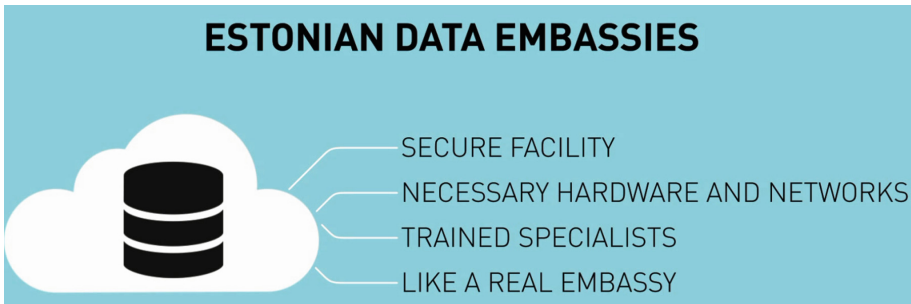 ESTONIAN DATA EMBASSIES
SECURE FACILITY
NECESSARY HARDWARE AND NETWORKS
TRAINED SPECIALISTS
LIKE A REAL EMBASSY